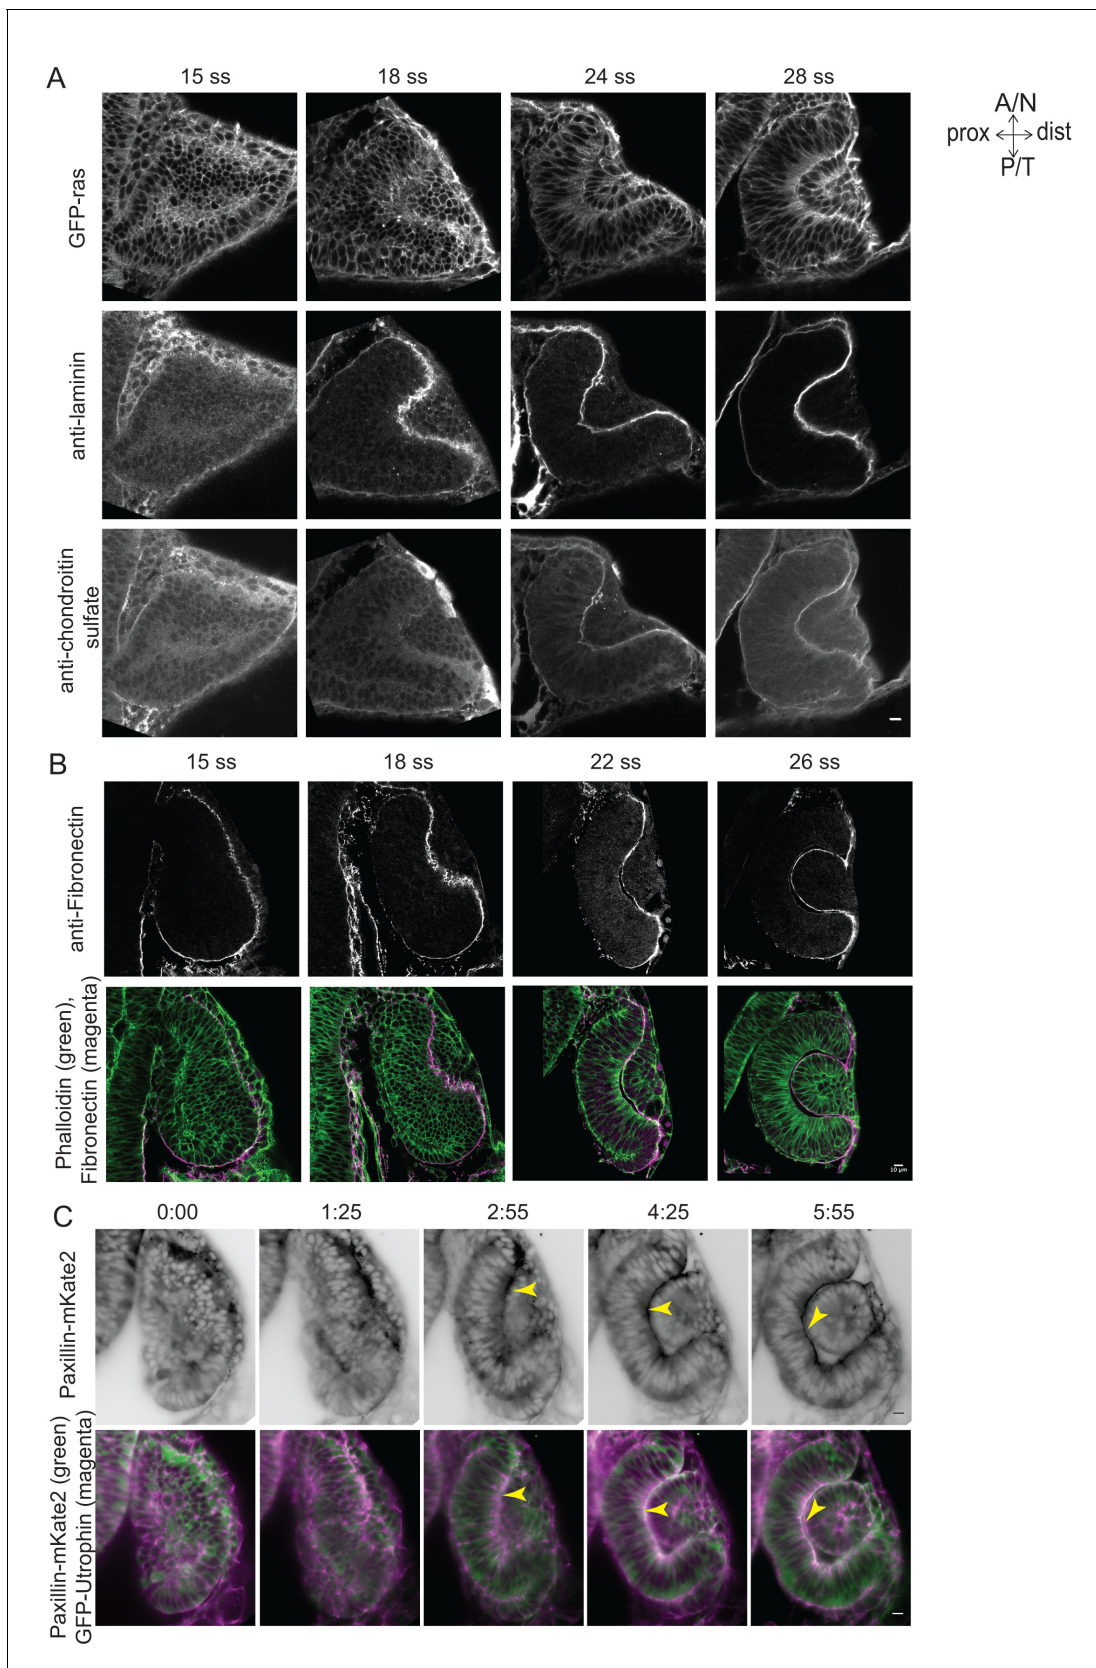 A
15 ss
18 ss
24 ss
28 ss
A/N
prox
dist
P/T
GFP-ras
anti-laminin
anti-chondroitin
sulfate
B
15 ss
18 ss
22 ss
26 ss
anti-Fibronectin
Phalloidin (green),
Fibronectin (magenta)
10 µm
C
0:00
1:25
2:55
4:25
5:55
Paxillin-mKate2
Paxillin-mKate2 (green)
GFP-Utrophin (magenta)